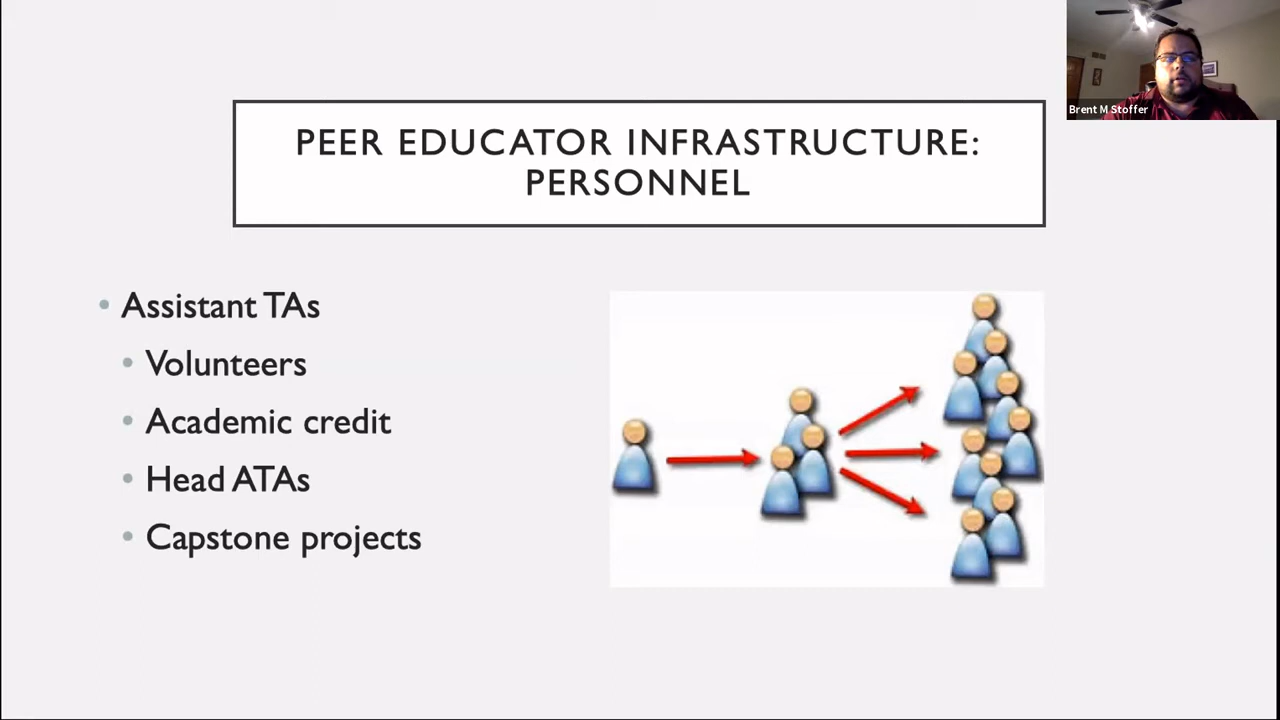 Brent M Stoffer
PEER EDUCATOR INFRASTRUCTURE:
PERSONNEL
• Assistant TAs
• Volunteers
• Academic credit
• Head ATAs
• Capstone projects